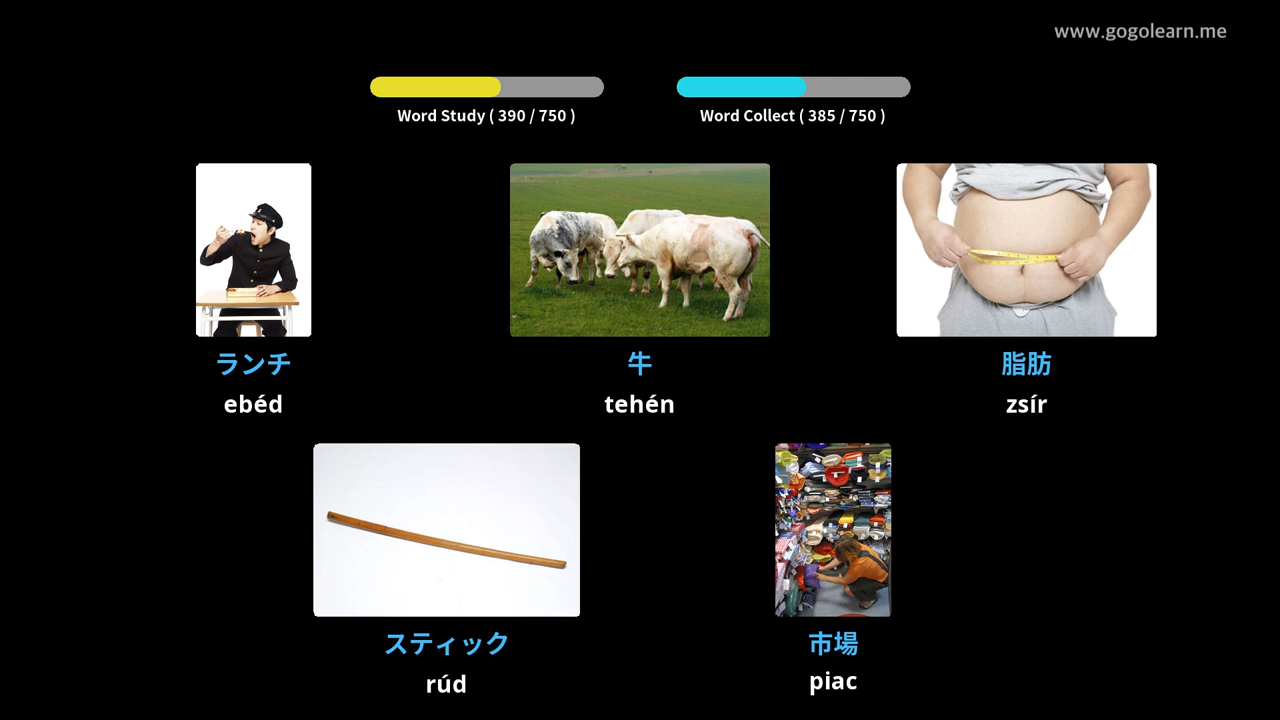 www.gogolearn.me
Word Study ( 390 / 750 )
Word Collect ( 385 / 750 )
ランチ
牛
脂肪
ebéd
tehén
zsír
スティック
市場
rúd
piac